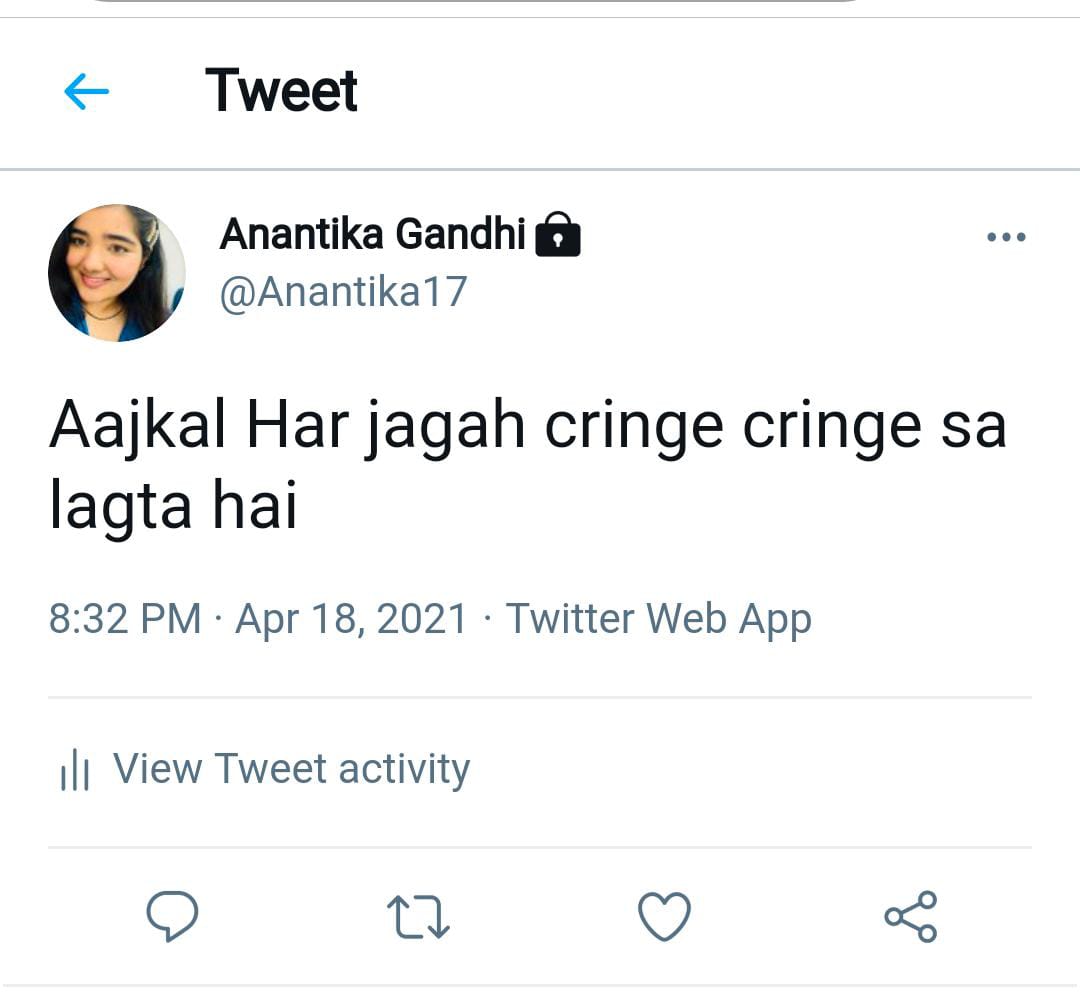 Tweet
Anantika Gandhi
@Anantika17
Aajkal Har jagah cringe cringe sa
lagta hai
8:32 PM · Apr 18, 2021 · Twitter Web App
View Tweet activity